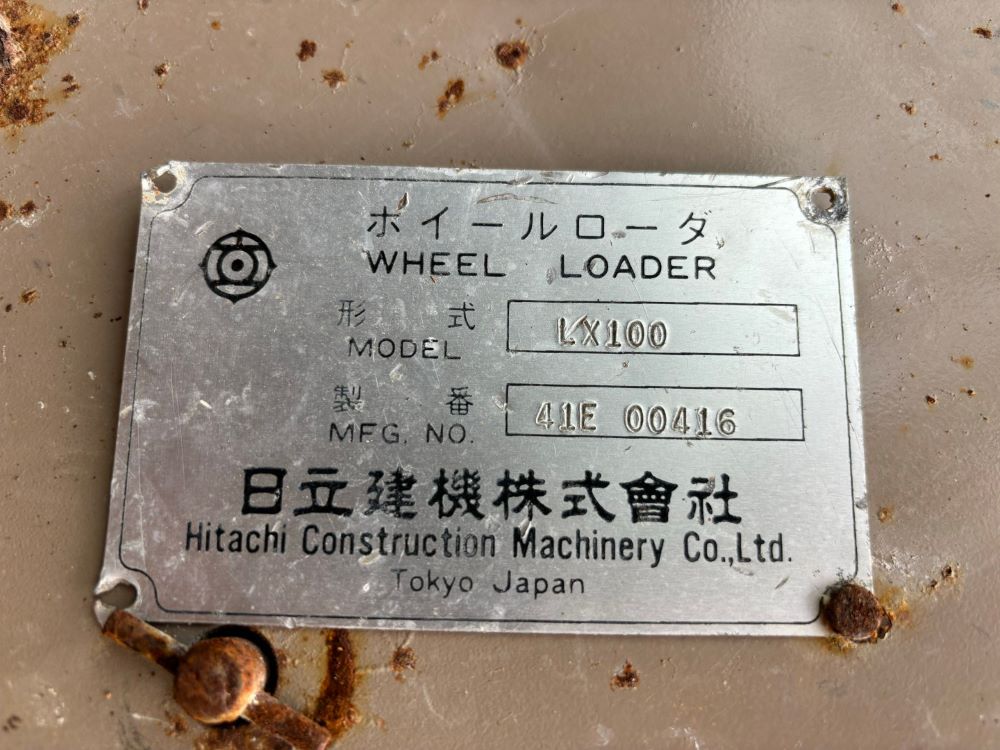 ホイールローダ
WHEEL LOADER
形式 LX100
MODEL
製番 41E 00416
MFG. NO.
日立建機株式會社
Hitachi Construction Machinery Co.,Ltd.
Tokyo Japan